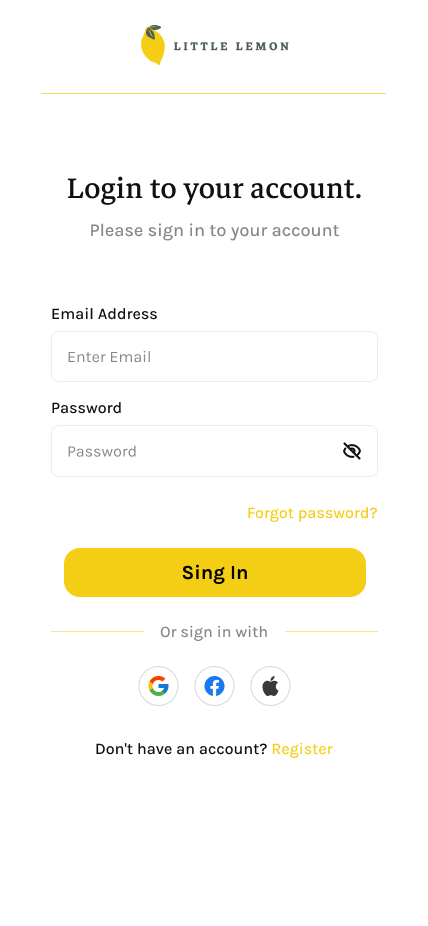 LITTLE LEMON
Login to your account.
Please sign in to your account
Email Address
Enter Email
Password
Password
Forgot password?
Sing In
Or sign in with
Don't have an account? Register